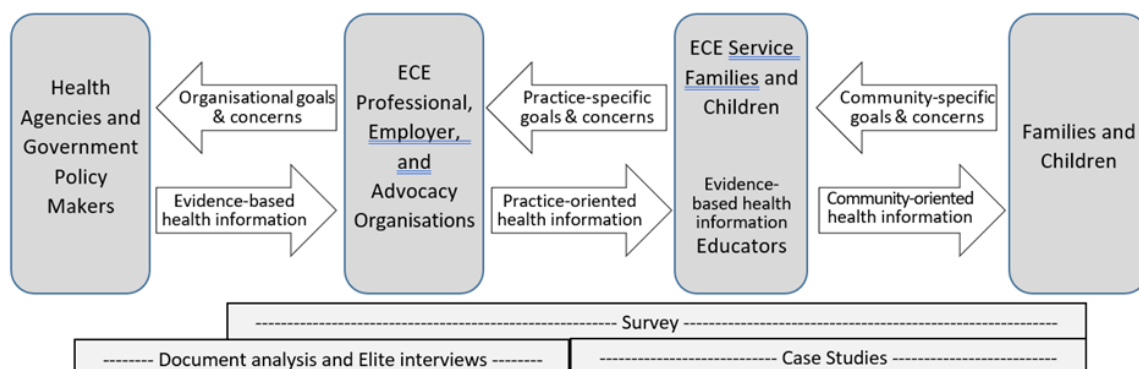 Health
Agencies and
Government
Policy
Makers
Organisational goals
& concerns
Evidence-based
health information
ECE
Professional,
Employer, and
Advocacy
Organisations
Practice-specific
goals & concerns
Practice-oriented
health information
ECE Service
Families and
Children
Evidence-
based health
information
Educators
Community-specific
goals & concerns
Community-oriented
health information
Families and
Children
Survey
Document analysis and Elite interviews
Case Studies